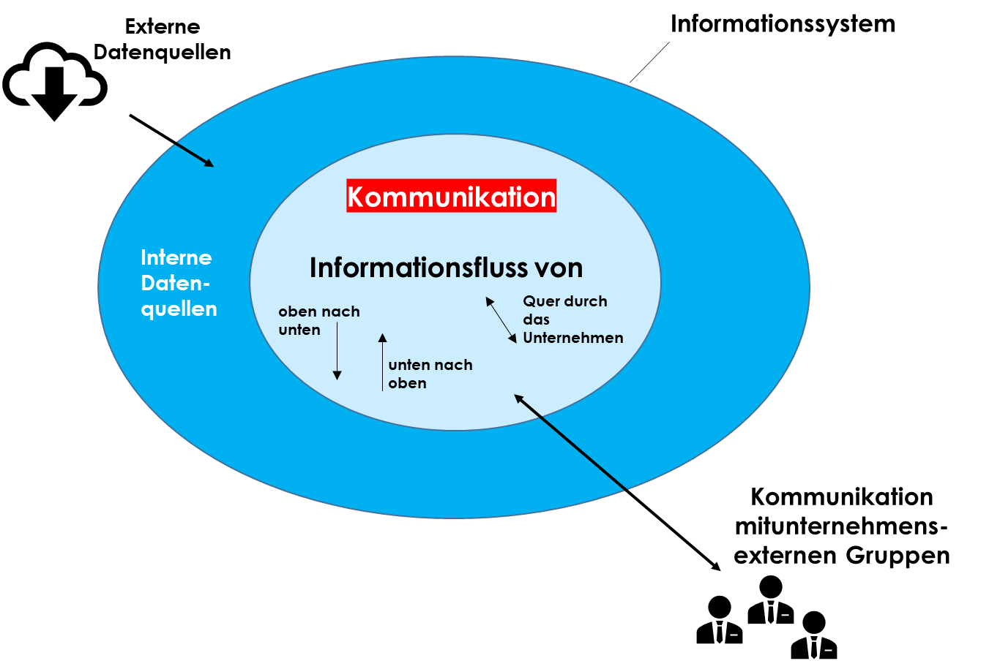 Externe
Datenquellen
Informationssystem
Kommunikation
Informationsfluss von
Interne
Daten-
quellen
oben nach
unten
unten nach
oben
Quer durch
das
Unternehmen
Kommunikation
mitunternehmens-
externen Gruppen